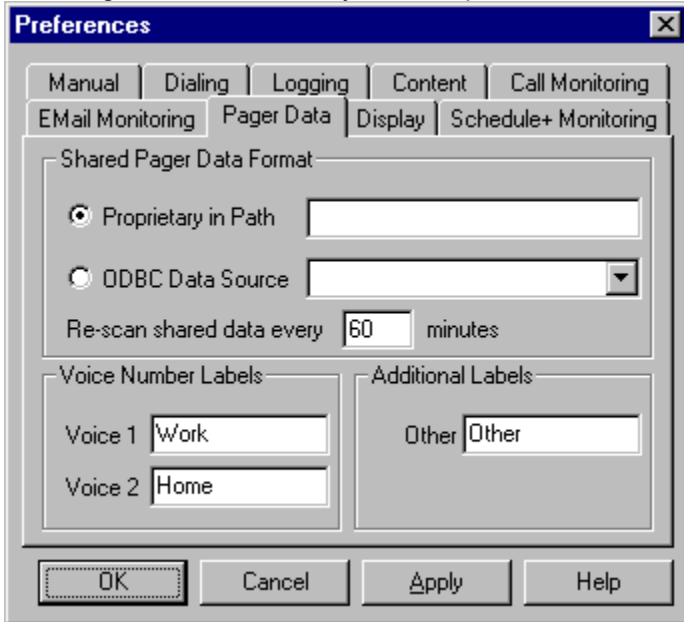 Preferences
Manual Dialing Logging Content Call Monitoring
EMail Monitoring Pager Data Display Schedule+ Monitoring
Shared Pager Data Format
Proprietary in Path
ODBC Data Source
Re-scan shared data every 60 minutes
Voice Number Labels Additional Labels
Voice 1 Work Other Other
Voice 2 Home
OK Cancel Apply Help